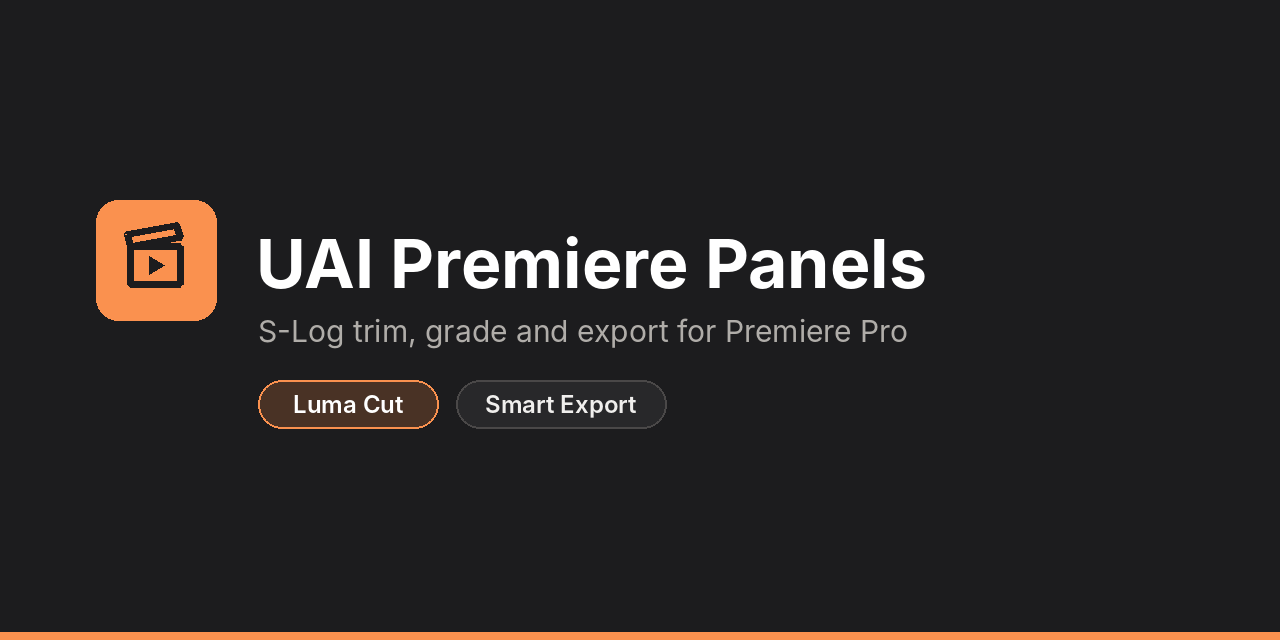 UAI Premiere Panels
S-Log trim, grade and export for Premiere Pro
Luma Cut
Smart Export